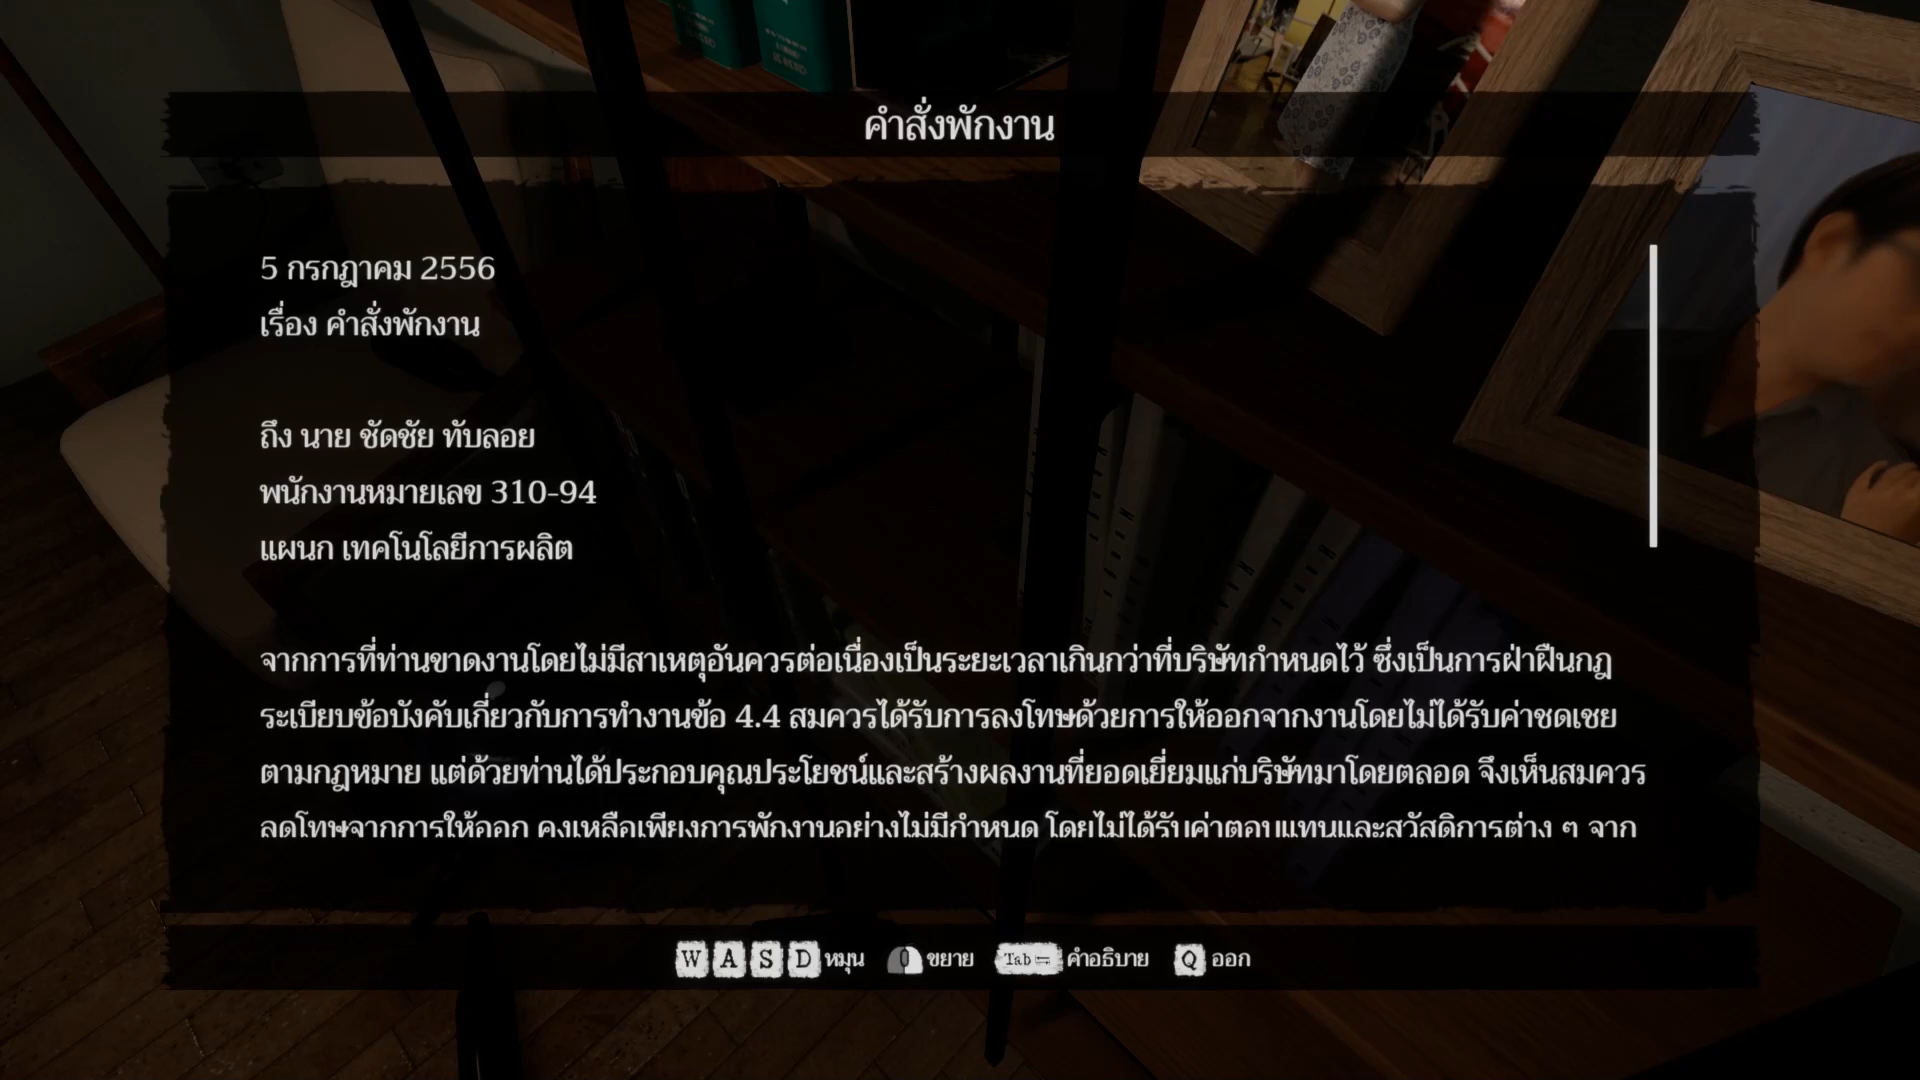 คำสั่งพักงาน
5 กรกฎาคม 2556
เรื่อง คำสั่งพักงาน
ถึง นาย ชัดชัย ทับลอย
พนักงานหมายเลข 310-94
แผนก เทคโนโลยีการผลิต
จากการที่ท่านขาดงานโดยไม่มีสาเหตุอันควรต่อเนื่องเป็นระยะเวลาเกินกว่าที่บริษัทกำหนดไว้ ซึ่งเป็นการฝ่าฝืนกฎ
ระเบียบข้อบังคับเกี่ยวกับการทำงานข้อ 4.4 สมควรได้รับการลงโทษด้วยการให้ออกจากงานโดยไม่ได้รับค่าชดเชย
ตามกฎหมาย แต่ด้วยท่านได้ประกอบคุณประโยชน์และสร้างผลงานที่ยอดเยี่ยมแก่บริษัทมาโดยตลอด จึงเห็นสมควร
ลดโทษจากการให้ออก คงเหลือเพียงการพักงานอย่างไม่มีกำหนด โดยไม่ได้รับค่าตอบแทนและสวัสดิการต่าง ๆ จาก
W A S D หมุน ขยาย Tab คำอธิบาย Q ออก